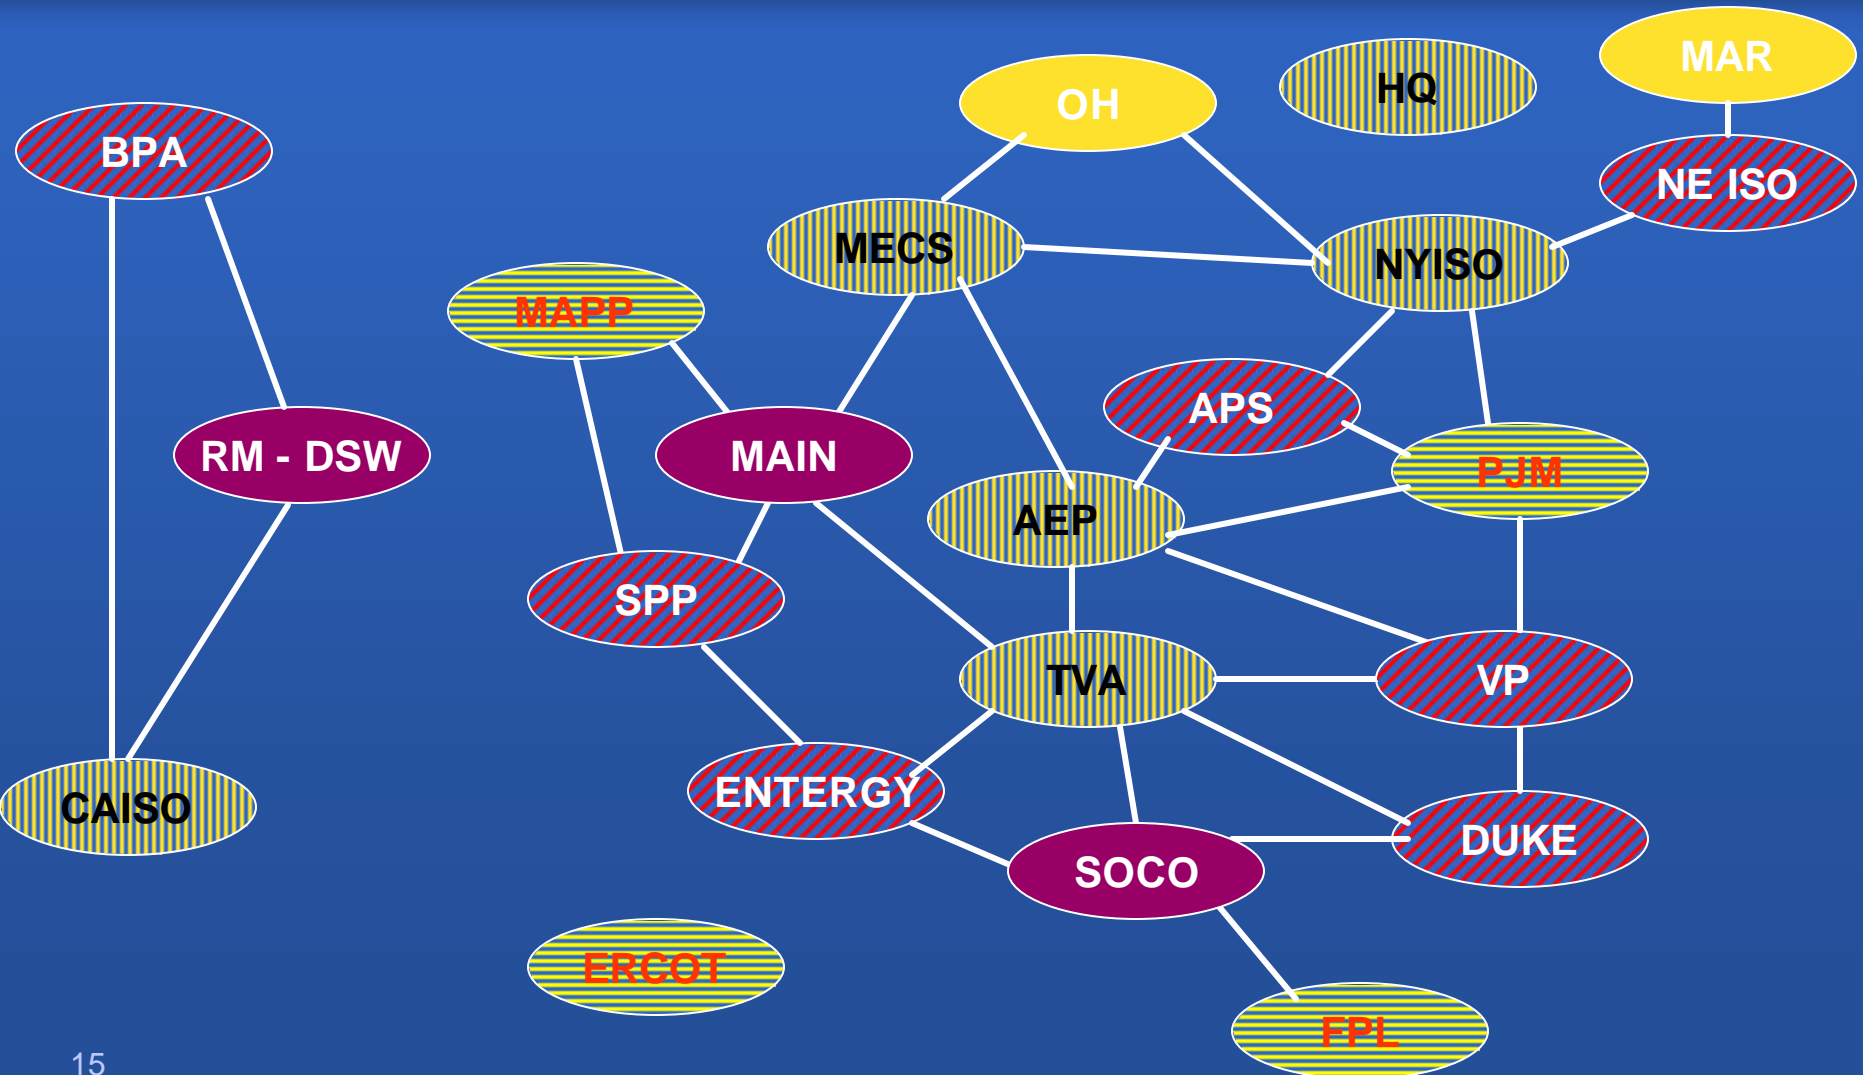 MAR
HQ
OH
BPA
NE ISO
MECS
NYISO
MAPP
APS
RM - DSW
MAIN
PJM
AEP
SPP
TVA
VP
ENTERGY
CAISO
DUKE
SOCO
ERCOT
FPL
15